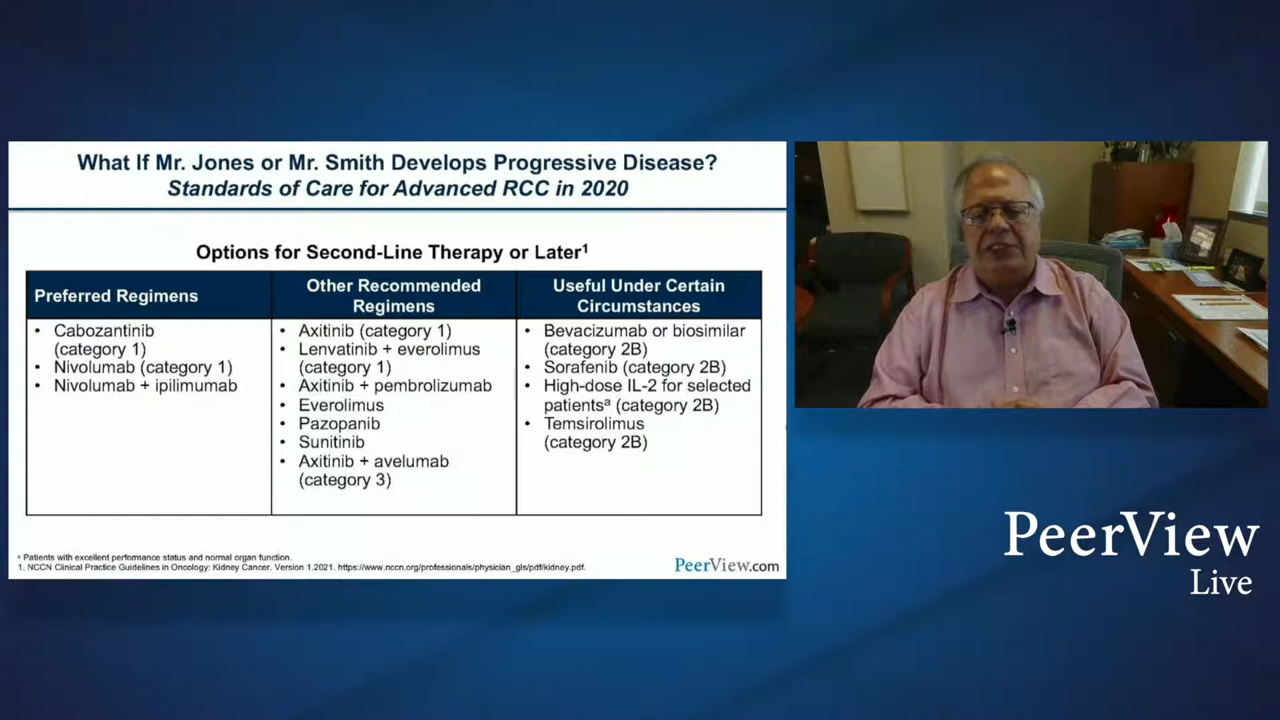 What If Mr. Jones or Mr. Smith Develops Progressive Disease?
Standards of Care for Advanced RCC in 2020
Options for Second-Line Therapy or Later1
Preferred Regimens
• Cabozantinib
(category 1)
• Nivolumab (category 1)
• Nivolumab + ipilimumab
Other Recommended
Regimens
• Axitinib (category 1)
• Lenvatinib + everolimus
(category 1)
• Axitinib + pembrolizumab
• Everolimus
• Pazopanib
• Sunitinib
• Axitinib + avelumab
(category 3)
Useful Under Certain
Circumstances
• Bevacizumab or biosimilar
(category 2B)
• Sorafenib (category 2B)
• High-dose IL-2 for selected
patientsa (category 2B)
• Temsirolimus
(category 2B)
a Patients with excellent performance status and normal organ function.
1. NCCN Clinical Practice Guidelines in Oncology: Kidney Cancer. Version 1.2021. https://www.nccn.org/professionals/physician_gls/pdf/kidney.pdf.
PeerView.com
PeerView
Live